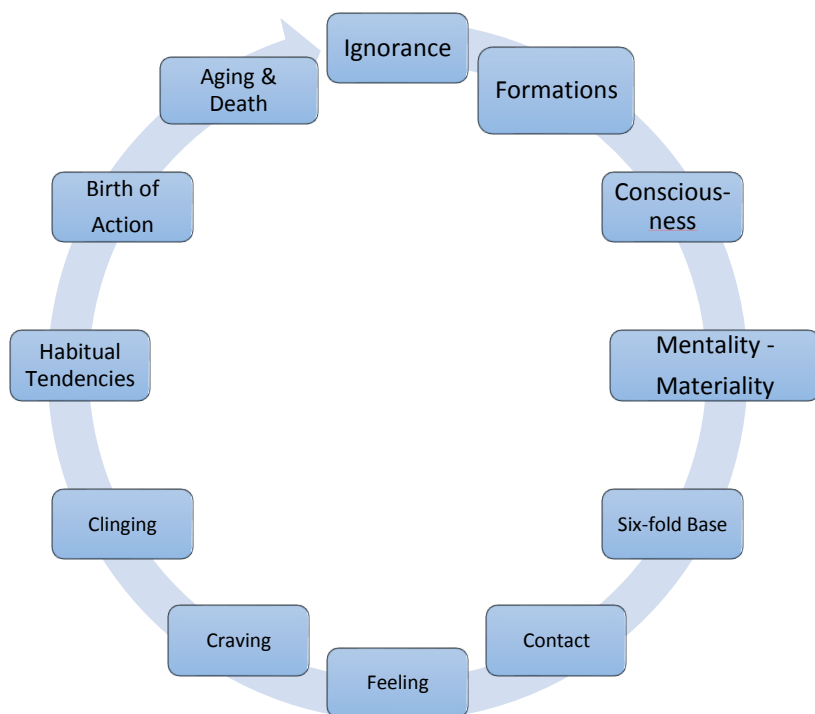 Ignorance
Formations
Conscious-
ness
Mentality -
Materiality
Six-fold Base
Contact
Feeling
Craving
Clinging
Habitual
Tendencies
Birth of
Action
Aging &
Death